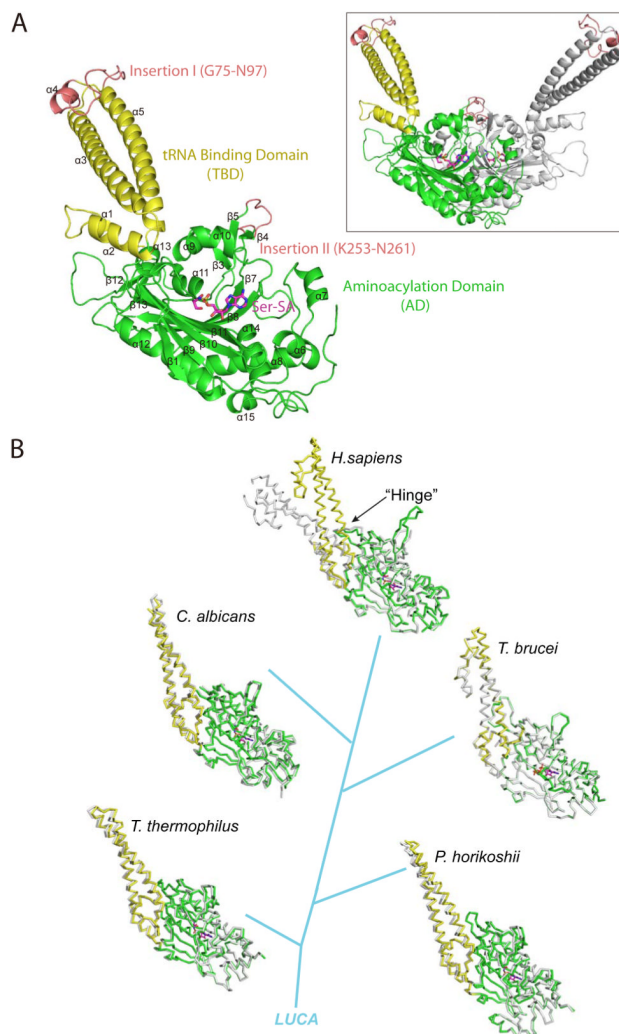 A
Insertion I (G75-N97)
α4
α5
α3
tRNA Binding Domain
(TBD)
α1
α2
α13
β5
α10
α9
β4
Insertion II (K253-N261)
β3
α11
β7
β12
Aminoacylation Domain
(AD)
α7
β13
Ser-SA
β8
β11
α14
α12
β10
β9
β1
α8
α6
α15
B
H.sapiens
"Hinge"
C. albicans
T. brucei
T. thermophilus
P. horikoshii
LUCA